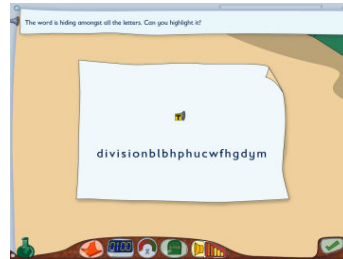 The word is hiding amongst all the letters. Can you highlight it?
divisionblbhphucwfhgdym